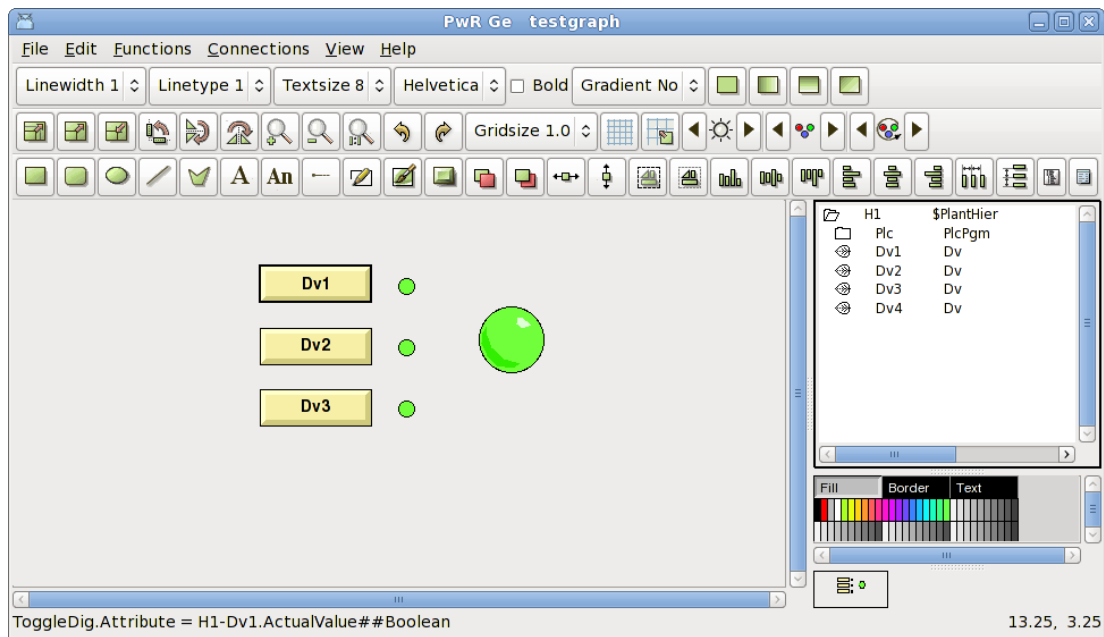 PwR Ge testgraph
File Edit Functions Connections View Help
Linewidth 1 Linetype 1 Textsize 8 Helvetica Bold Gradient No
1:1 Gridsize 1.0
A An
H1 $PlantHier
Plc PlcPgm
Dv1 Dv
Dv2 Dv
Dv3 Dv
Dv4 Dv
Dv1
Dv2
Dv3
Fill Border Text
ToggleDig.Attribute = H1-Dv1.ActualValue##Boolean 13.25, 3.25